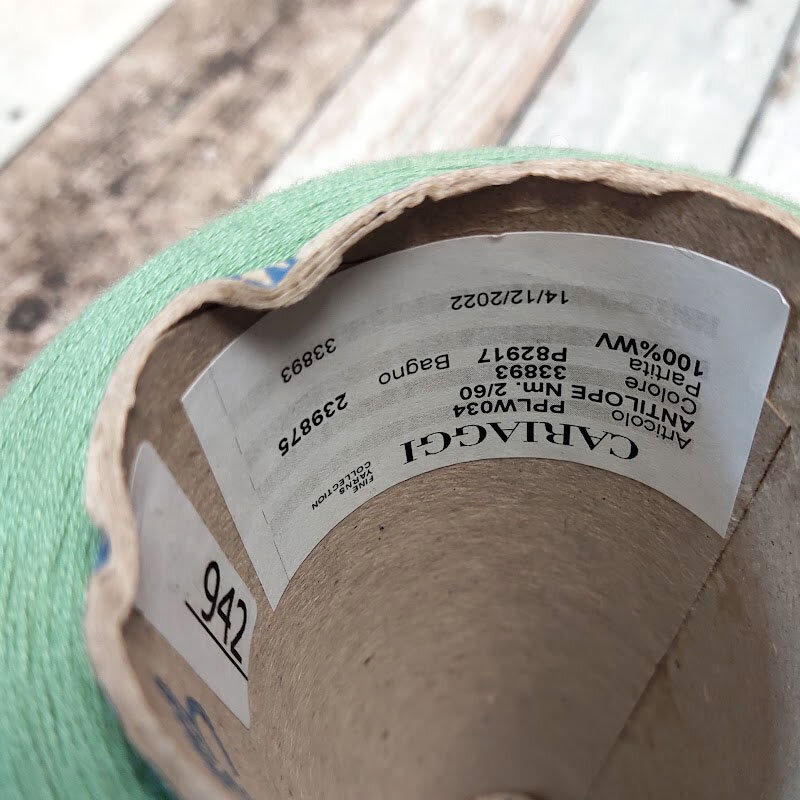 CARIAGGI
FINE
YARNS
COLLECTION
Articolo PPLW034
ANTILOPE Nm. 2/60
Colore 33893 Bagno 239875
Partita P82917
100%WV 33893
14/12/2022
942